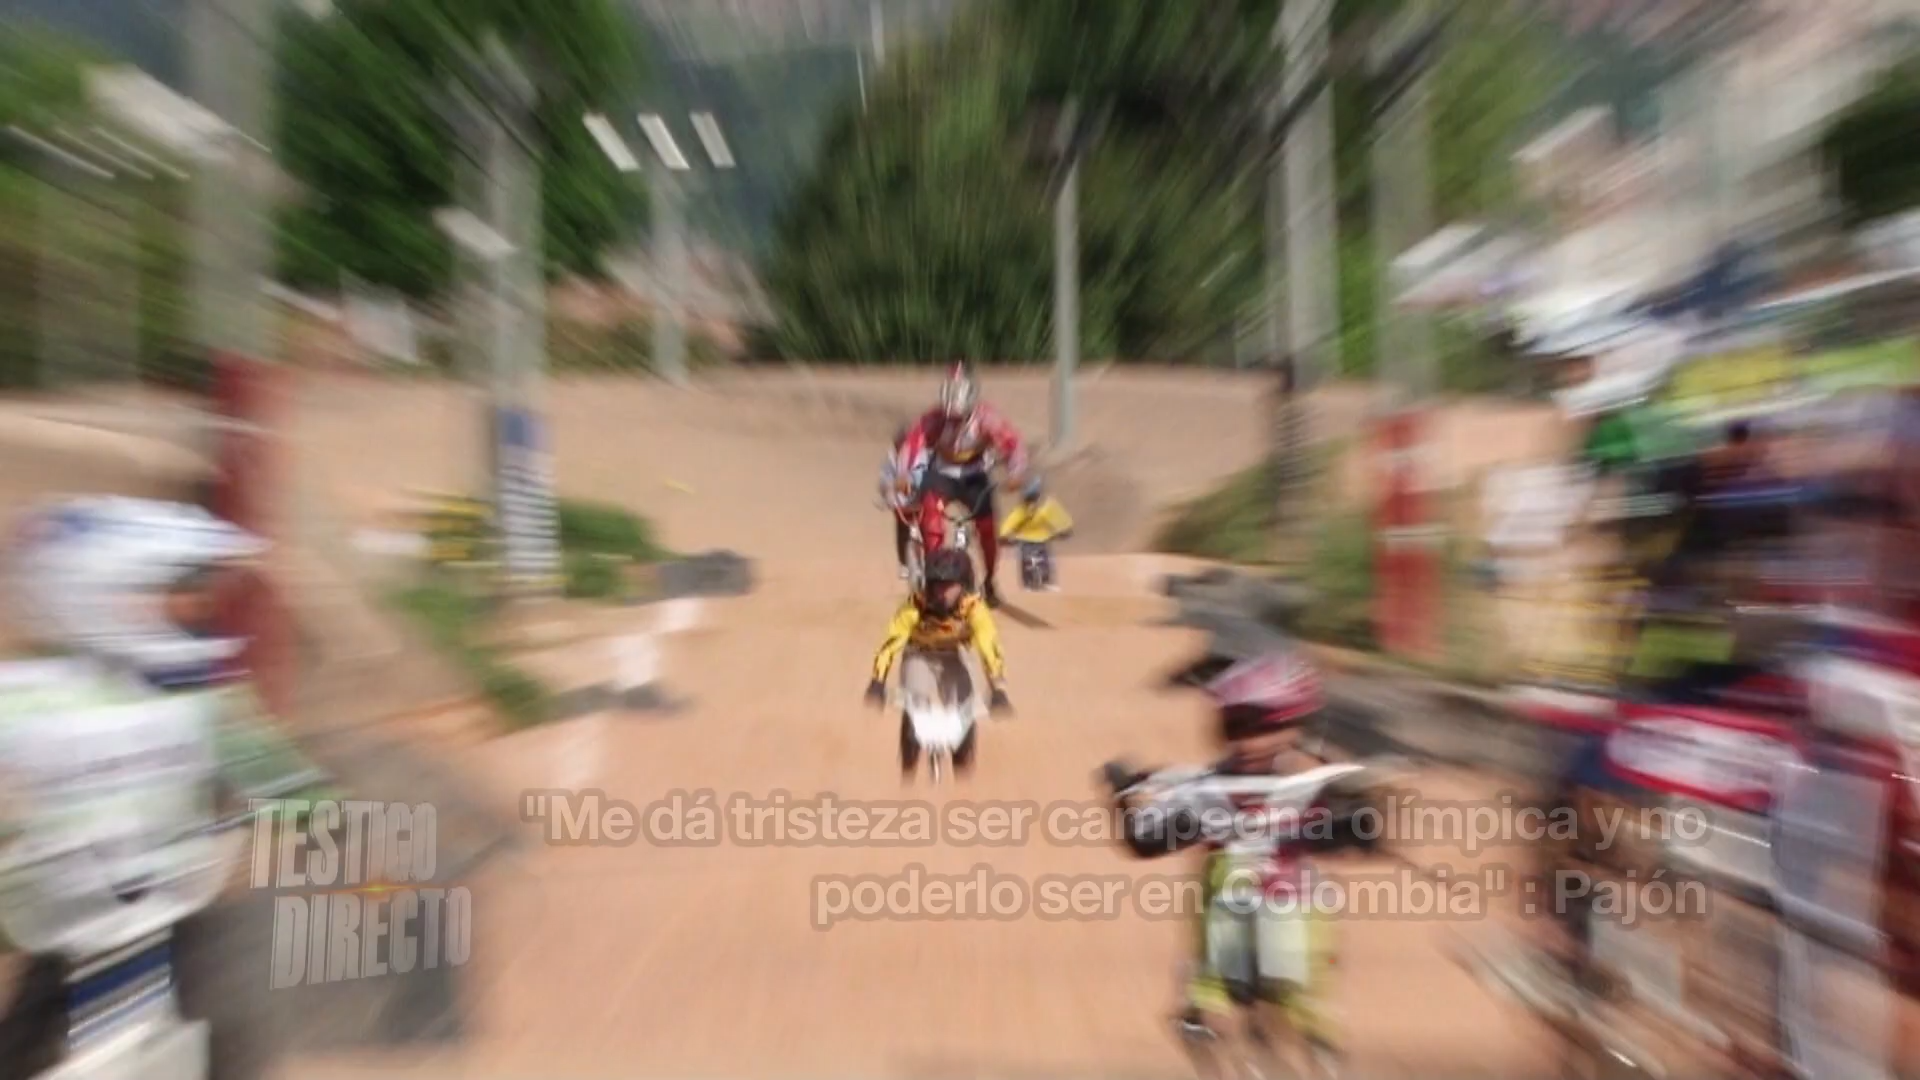 TESTIGO
DIRECTO
"Me dá tristeza ser campeona olímpica y no
poderlo ser en Colombia" : Pajón